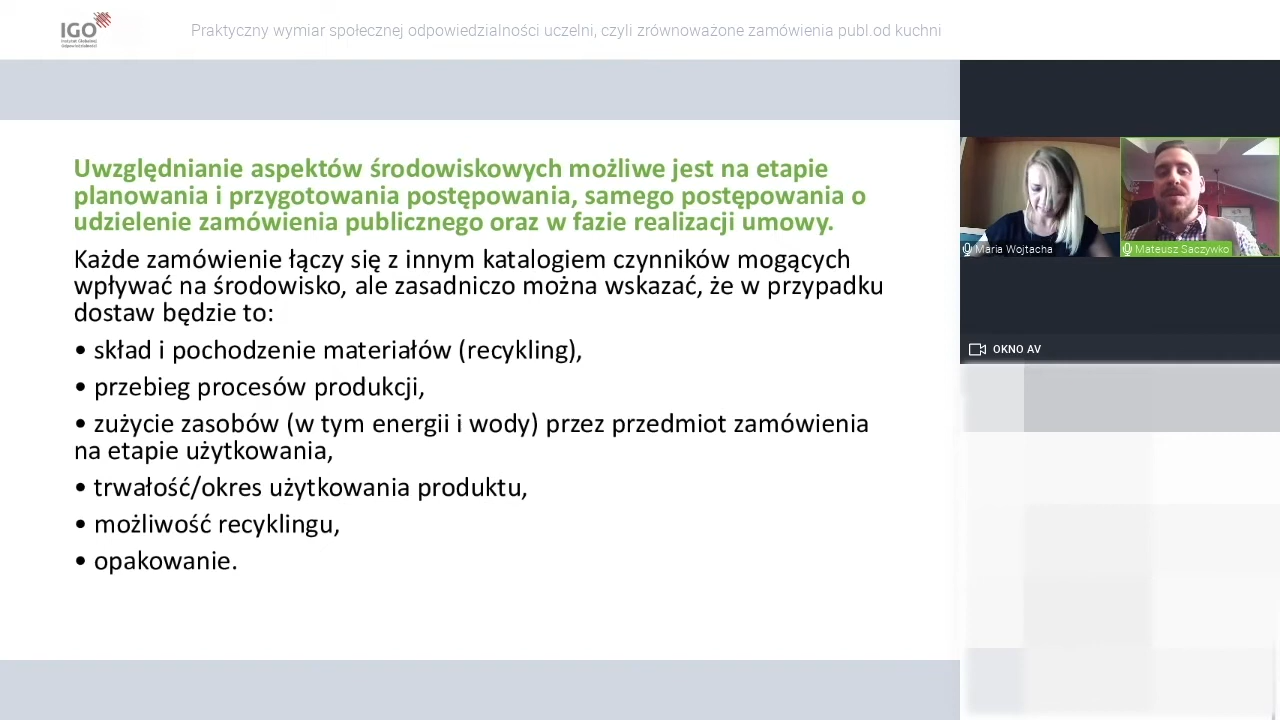 IGO
Instytut Globalnej
Odpowiedzialności
Praktyczny wymiar społecznej odpowiedzialności uczelni, czyli zrównoważone zamówienia publ.od kuchni
Uwzględnianie aspektów środowiskowych możliwe jest na etapie
planowania i przygotowania postępowania, samego postępowania o
udzielenie zamówienia publicznego oraz w fazie realizacji umowy.
Każde zamówienie łączy się z innym katalogiem czynników mogących
wpływać na środowisko, ale zasadniczo można wskazać, że w przypadku
dostaw będzie to:
• skład i pochodzenie materiałów (recykling),
• przebieg procesów produkcji,
• zużycie zasobów (w tym energii i wody) przez przedmiot zamówienia
na etapie użytkowania,
• trwałość/okres użytkowania produktu,
• możliwość recyklingu,
• opakowanie.
Maria Wojtacha
Mateusz Saczywko
OKNO AV